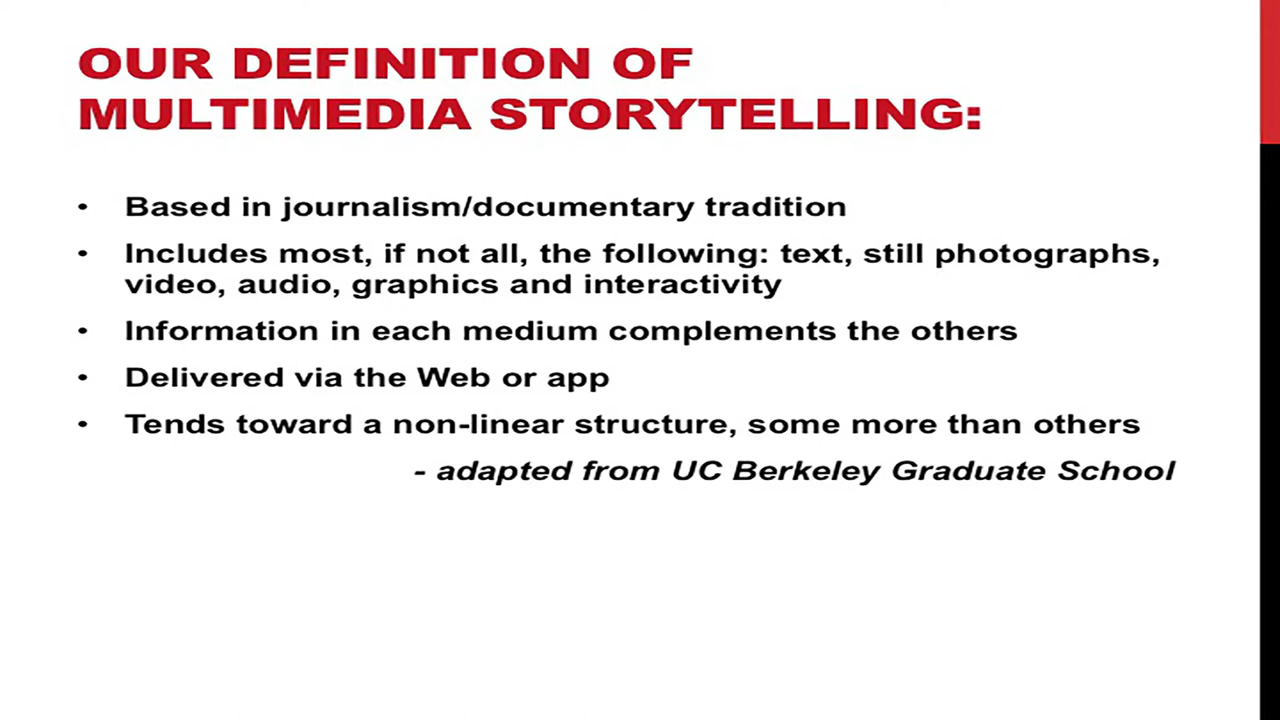 OUR DEFINITION OF
MULTIMEDIA STORYTELLING:
• Based in journalism/documentary tradition
• Includes most, if not all, the following: text, still photographs,
video, audio, graphics and interactivity
• Information in each medium complements the others
• Delivered via the Web or app
• Tends toward a non-linear structure, some more than others
- adapted from UC Berkeley Graduate School